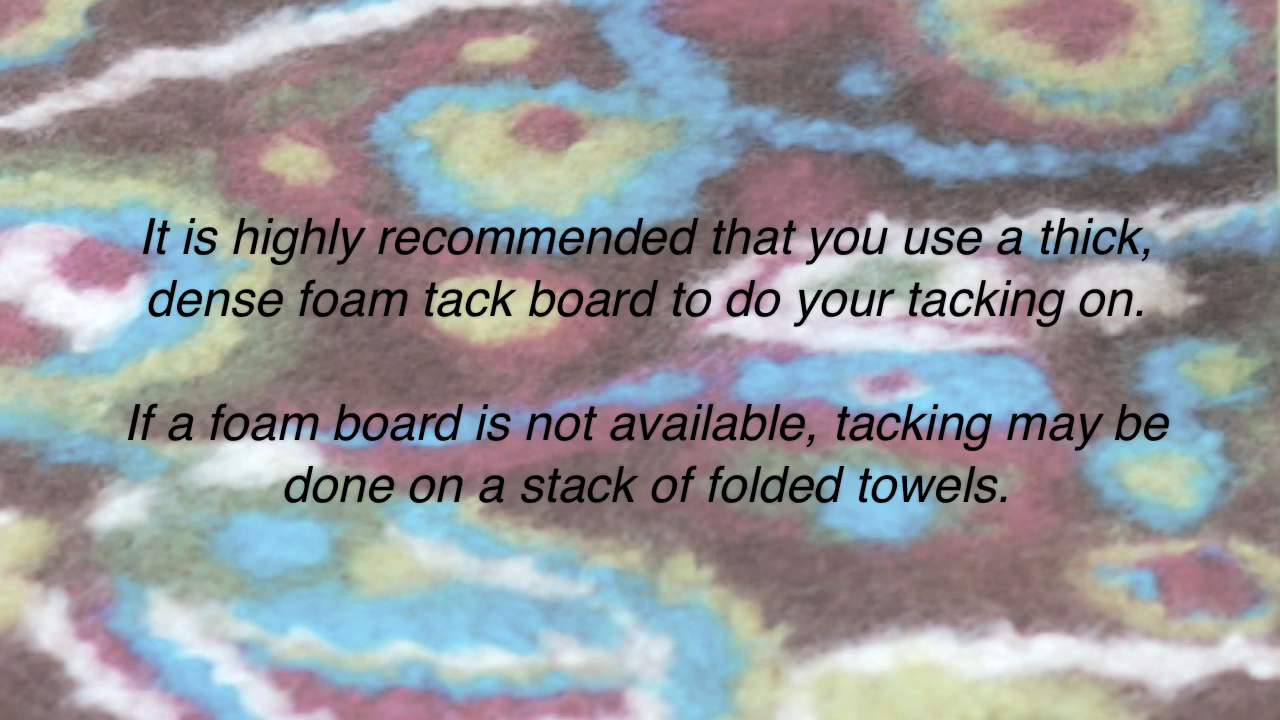 It is highly recommended that you use a thick,
dense foam tack board to do your tacking on.
If a foam board is not available, tacking may be
done on a stack of folded towels.